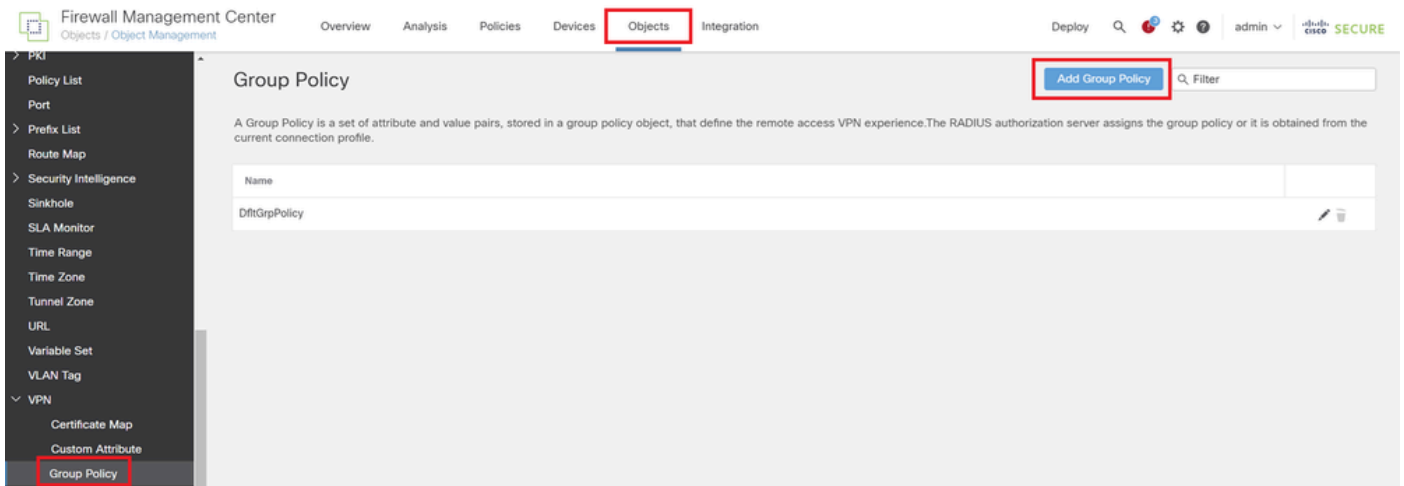 Firewall Management Center
Objects / Object Management
Overview Analysis Policies Devices Objects Integration
Deploy 3 admin
cisco SECURE
> PKI
Policy List
Port
> Prefix List
Route Map
> Security Intelligence
Sinkhole
SLA Monitor
Time Range
Time Zone
Tunnel Zone
URL
Variable Set
VLAN Tag
VPN
Certificate Map
Custom Attribute
Group Policy
Group Policy
Add Group Policy
Filter
A Group Policy is a set of attribute and value pairs, stored in a group policy object, that define the remote access VPN experience.The RADIUS authorization server assigns the group policy or it is obtained from the
current connection profile.
Name
DfltGrpPolicy